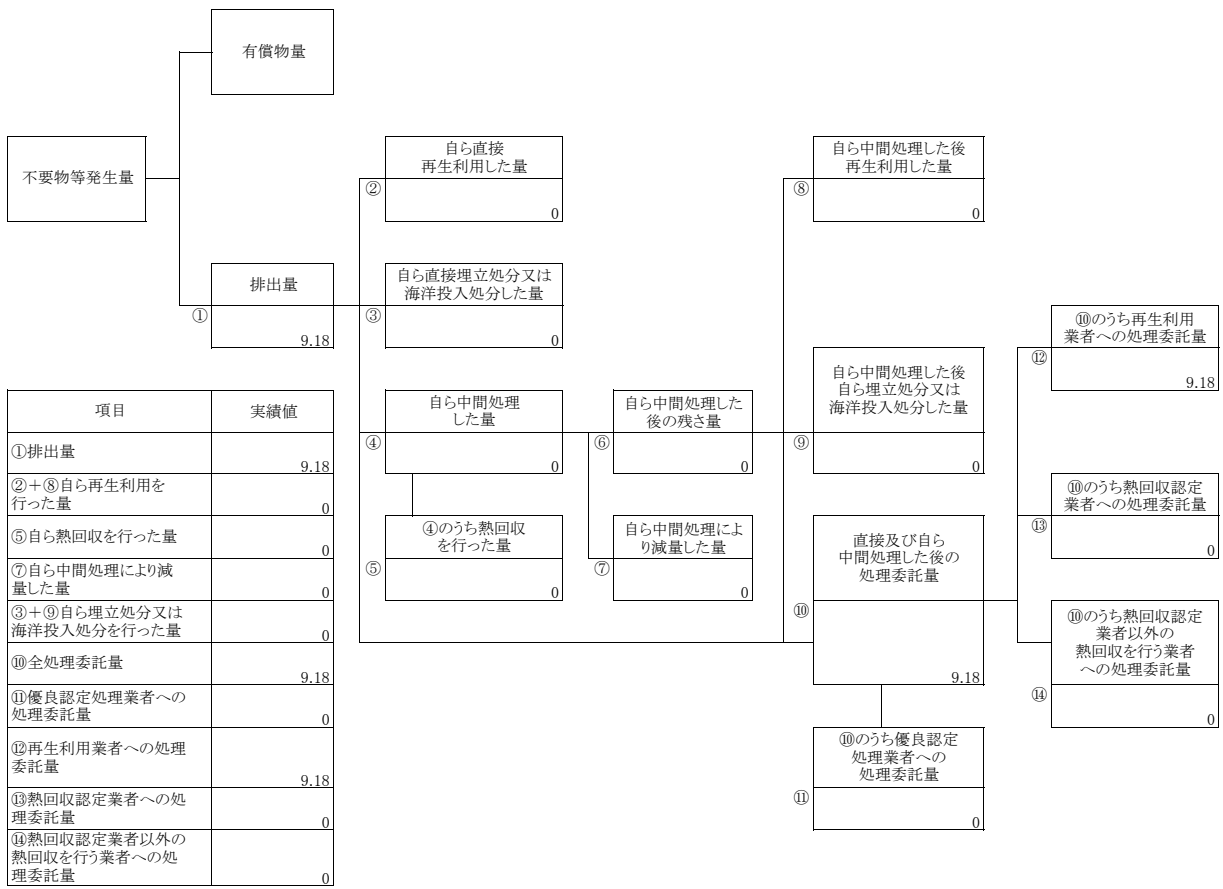 有償物量
不要物等発生量
自ら直接
再生利用した量
②
0
自ら中間処理した後
再生利用した量
⑧
0
排出量
①
9.18
自ら直接埋立処分又は
海洋投入処分した量
③
0
⑩のうち再生利用
業者への処理委託量
⑫
9.18
自ら中間処理
した量
④
0
自ら中間処理した
後の残さ量
⑥
0
自ら中間処理した後
自ら埋立処分又は
海洋投入処分した量
⑨
0
⑩のうち熱回収認定
業者への処理委託量
⑬
0
④のうち熱回収
を行った量
⑤
0
自ら中間処理によ
り減量した量
⑦
0
直接及び自ら
中間処理した後の
処理委託量
⑩
9.18
⑩のうち熱回収認定
業者以外の
熱回収を行う業者
への処理委託量
⑭
0
⑩のうち優良認定
処理業者への
処理委託量
⑪
0
項目 実績値
①排出量
9.18
②＋⑧自ら再生利用を
行った量
0
⑤自ら熱回収を行った量
0
⑦自ら中間処理により減
量した量
0
③＋⑨自ら埋立処分又は
海洋投入処分を行った量
0
⑩全処理委託量
9.18
⑪優良認定処理業者への
処理委託量
0
⑫再生利用業者への処理
委託量
9.18
⑬熱回収認定業者への処
理委託量
0
⑭熱回収認定業者以外の
熱回収を行う業者への処
理委託量
0